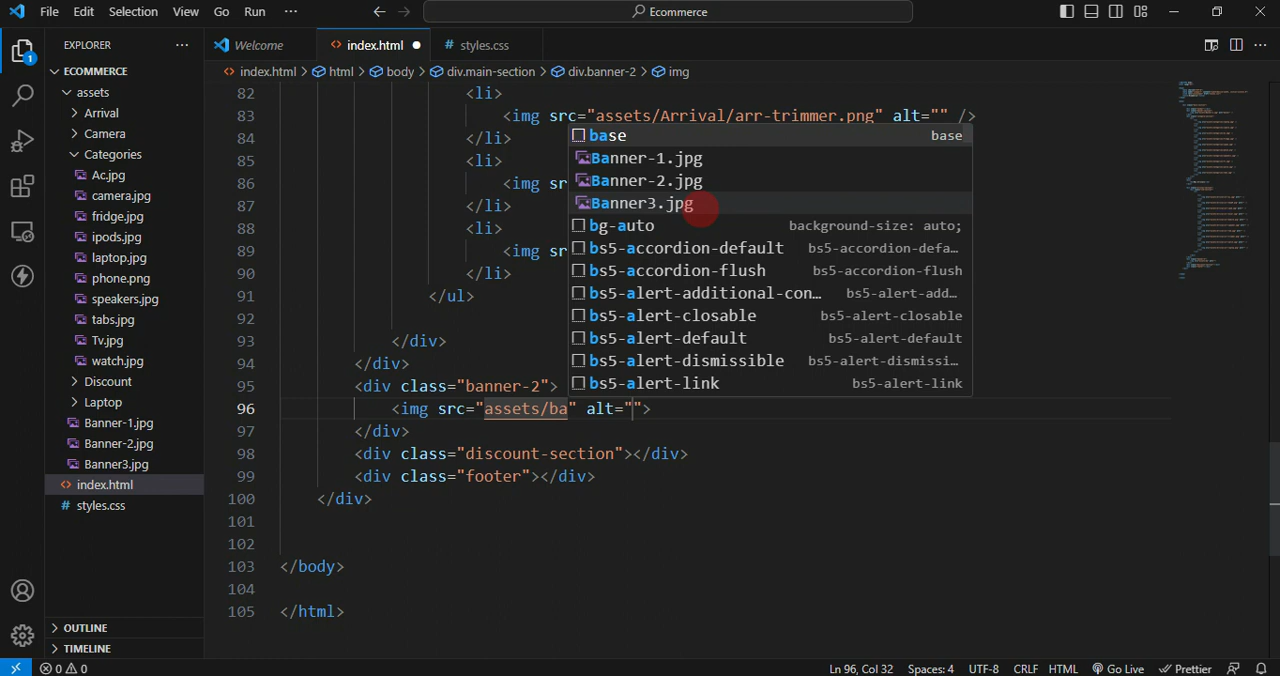 File Edit Selection View Go Run ··· Ecommerce
EXPLORER ···
ECOMMERCE
assets
Arrival
Camera
Categories
Ac.jpg
camera.jpg
fridge.jpg
ipods.jpg
laptop.jpg
phone.png
speakers.jpg
tabs.jpg
Tv.jpg
watch.jpg
Discount
Laptop
Banner-1.jpg
Banner-2.jpg
Banner3.jpg
index.html
styles.css
OUTLINE
TIMELINE
1
Welcome index.html # styles.css
index.html > html > body > div.main-section > div.banner-2 > img
82 <li>
83 <img src="assets/Arrival/arr-trimmer.png" alt="" />
84 </li>
85 <li>
86 <img sr
87 </li>
88 <li>
89 <img sr
90 </li>
91 </ul>
92
93 </div>
94 </div>
95 <div class="banner-2">
96 <img src="assets/ba" alt="">
97 </div>
98 <div class="discount-section"></div>
99 <div class="footer"></div>
100 </div>
101
102
103 </body>
104
105 </html>
base base
Banner-1.jpg
Banner-2.jpg
Banner3.jpg
bg-auto background-size: auto;
bs5-accordion-default bs5-accordion-defa…
bs5-accordion-flush bs5-accordion-flush
bs5-alert-additional-con… bs5-alert-add…
bs5-alert-closable bs5-alert-closable
bs5-alert-default bs5-alert-default
bs5-alert-dismissible bs5-alert-dismissi…
bs5-alert-link bs5-alert-link
0 0 Ln 96, Col 32 Spaces: 4 UTF-8 CRLF HTML Go Live Prettier